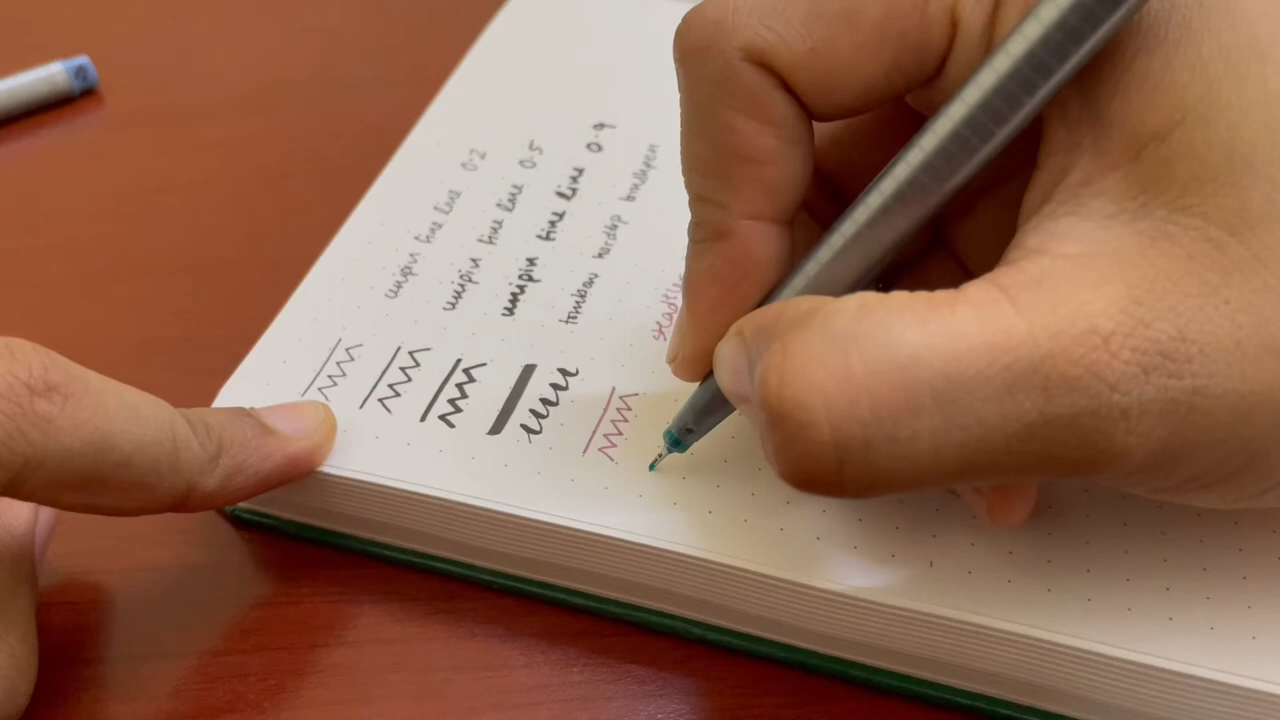 unipin fine line 0.2
unipin fine line 0.5
unipin fine line 0.9
tombow hardtip brushpen